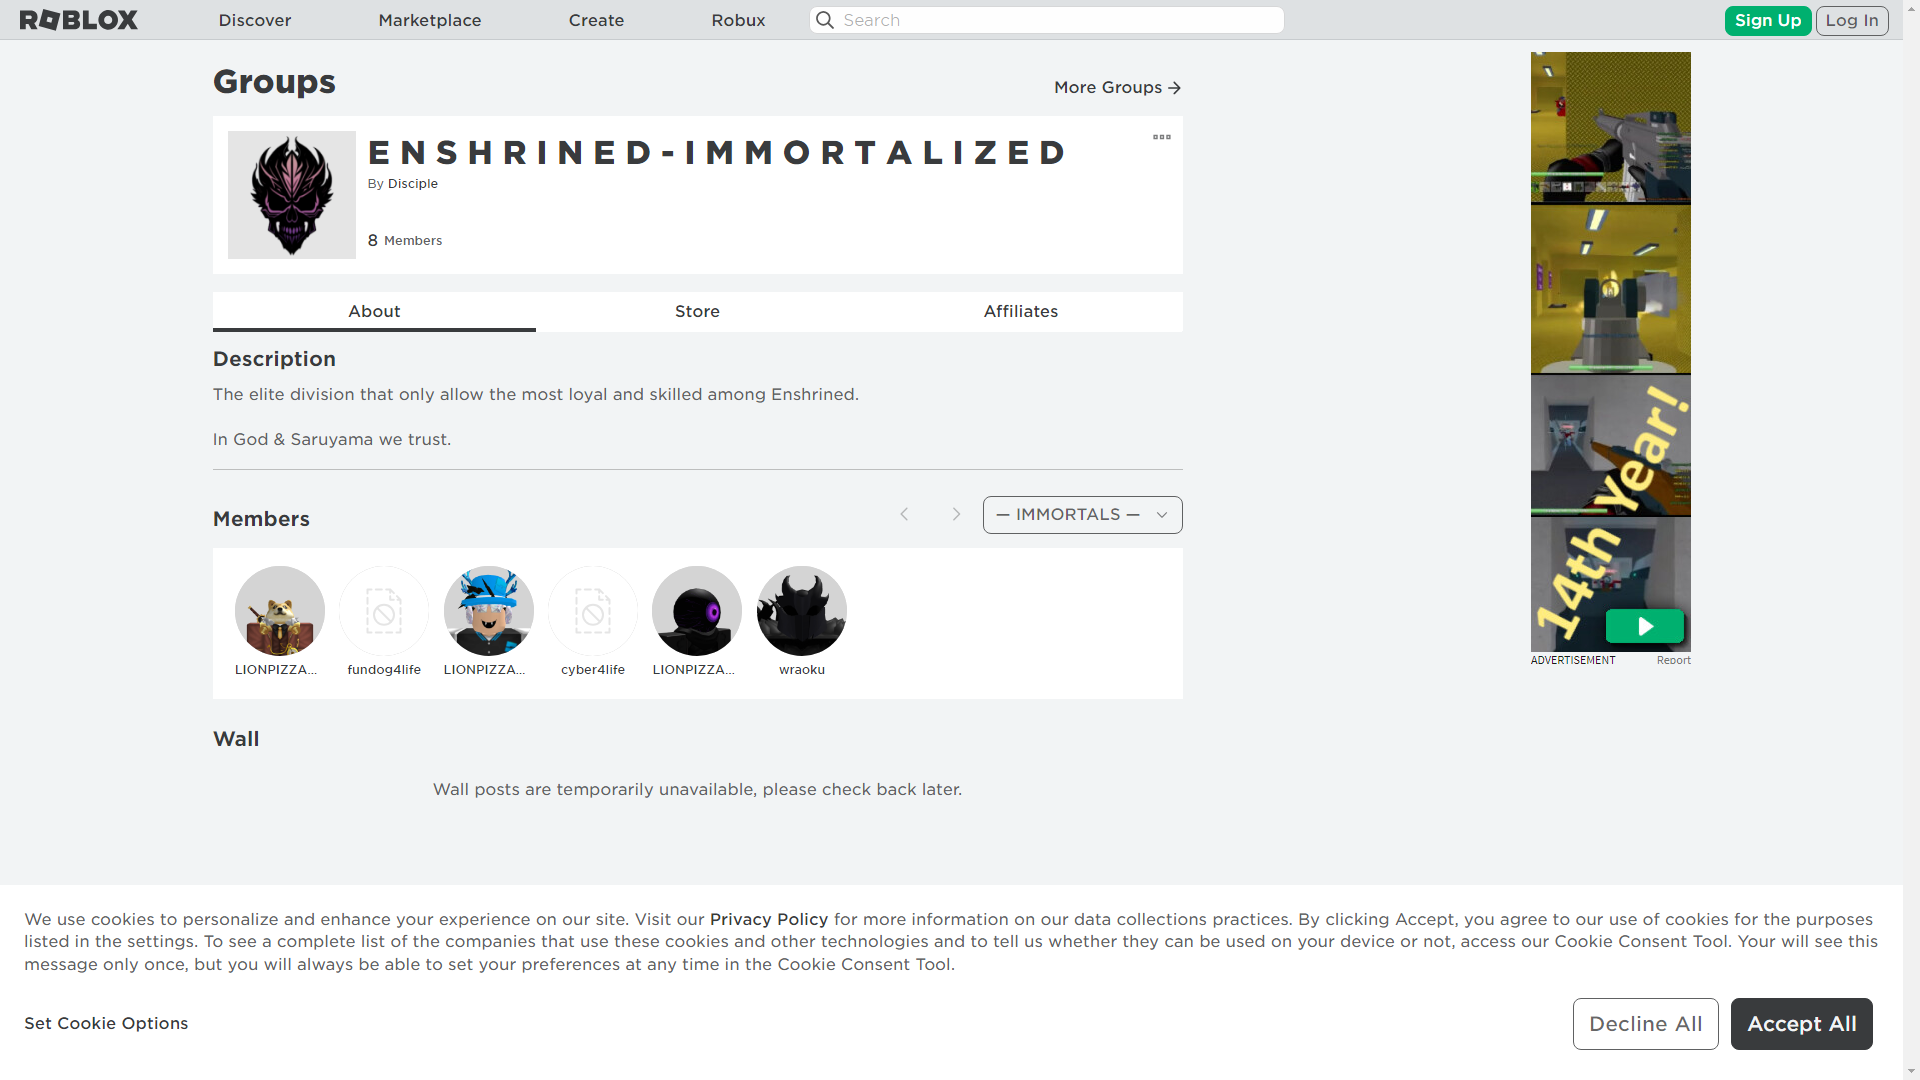 ROBLOX
Discover
Marketplace
Create
Robux
Search
Sign Up
Log In
Groups
More Groups
E N S H R I N E D - I M M O R T A L I Z E D
By Disciple
8 Members
About
Store
Affiliates
Description
The elite division that only allow the most loyal and skilled among Enshrined.
In God & Saruyama we trust.
Members
— IMMORTALS —
LIONPIZZA...
fundog4life
LIONPIZZA...
cyber4life
LIONPIZZA...
wraoku
Wall
Wall posts are temporarily unavailable, please check back later.
14th Year!
ADVERTISEMENT
Report
We use cookies to personalize and enhance your experience on our site. Visit our Privacy Policy for more information on our data collections practices. By clicking Accept, you agree to our use of cookies for the purposes
listed in the settings. To see a complete list of the companies that use these cookies and other technologies and to tell us whether they can be used on your device or not, access our Cookie Consent Tool. Your will see this
message only once, but you will always be able to set your preferences at any time in the Cookie Consent Tool.
Set Cookie Options
Decline All
Accept All